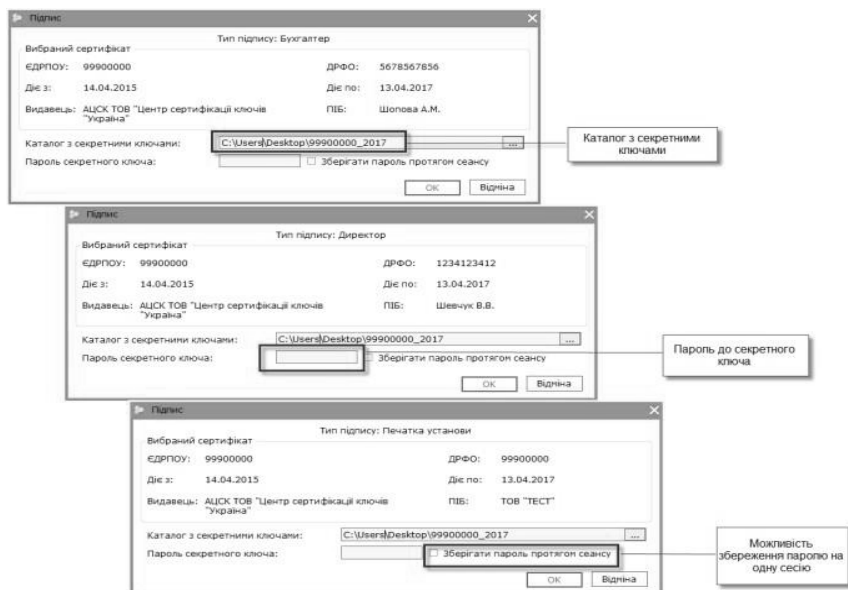 Підпис
Тип підпису: Бухгалтер
Вибраний сертифікат
ЄДРПОУ: 99900000 ДРФО: 5678567856
Діє з: 14.04.2015 Діє по: 13.04.2017
Видавець: АЦСК ТОВ "Центр сертифікації ключів ПІБ: Шопова А.М.
"Україна"
Каталог з секретними ключами: C:\Users\Desktop\99900000_2017 ...
Пароль секретного ключа: Зберігати пароль протягом сеансу
OK Відміна
Каталог з секретними
ключами
Підпис
Тип підпису: Директор
Вибраний сертифікат
ЄДРПОУ: 99900000 ДРФО: 1234123412
Діє з: 14.04.2015 Діє по: 13.04.2017
Видавець: АЦСК ТОВ "Центр сертифікації ключів ПІБ: Шевчук В.В.
"Україна"
Каталог з секретними ключами: C:\Users\Desktop\99900000_2017 ...
Пароль секретного ключа: Зберігати пароль протягом сеансу
OK Відміна
Пароль до секретного
ключа
Підпис
Тип підпису: Печатка установи
Вибраний сертифікат
ЄДРПОУ: 99900000 ДРФО: 99900000
Діє з: 14.04.2015 Діє по: 13.04.2017
Видавець: АЦСК ТОВ "Центр сертифікації ключів ПІБ: ТОВ "ТЕСТ"
"Україна"
Каталог з секретними ключами: C:\Users\Desktop\99900000_2017 ...
Пароль секретного ключа: Зберігати пароль протягом сеансу
OK Відміна
Можливість
збереження паролю на
одну сесію